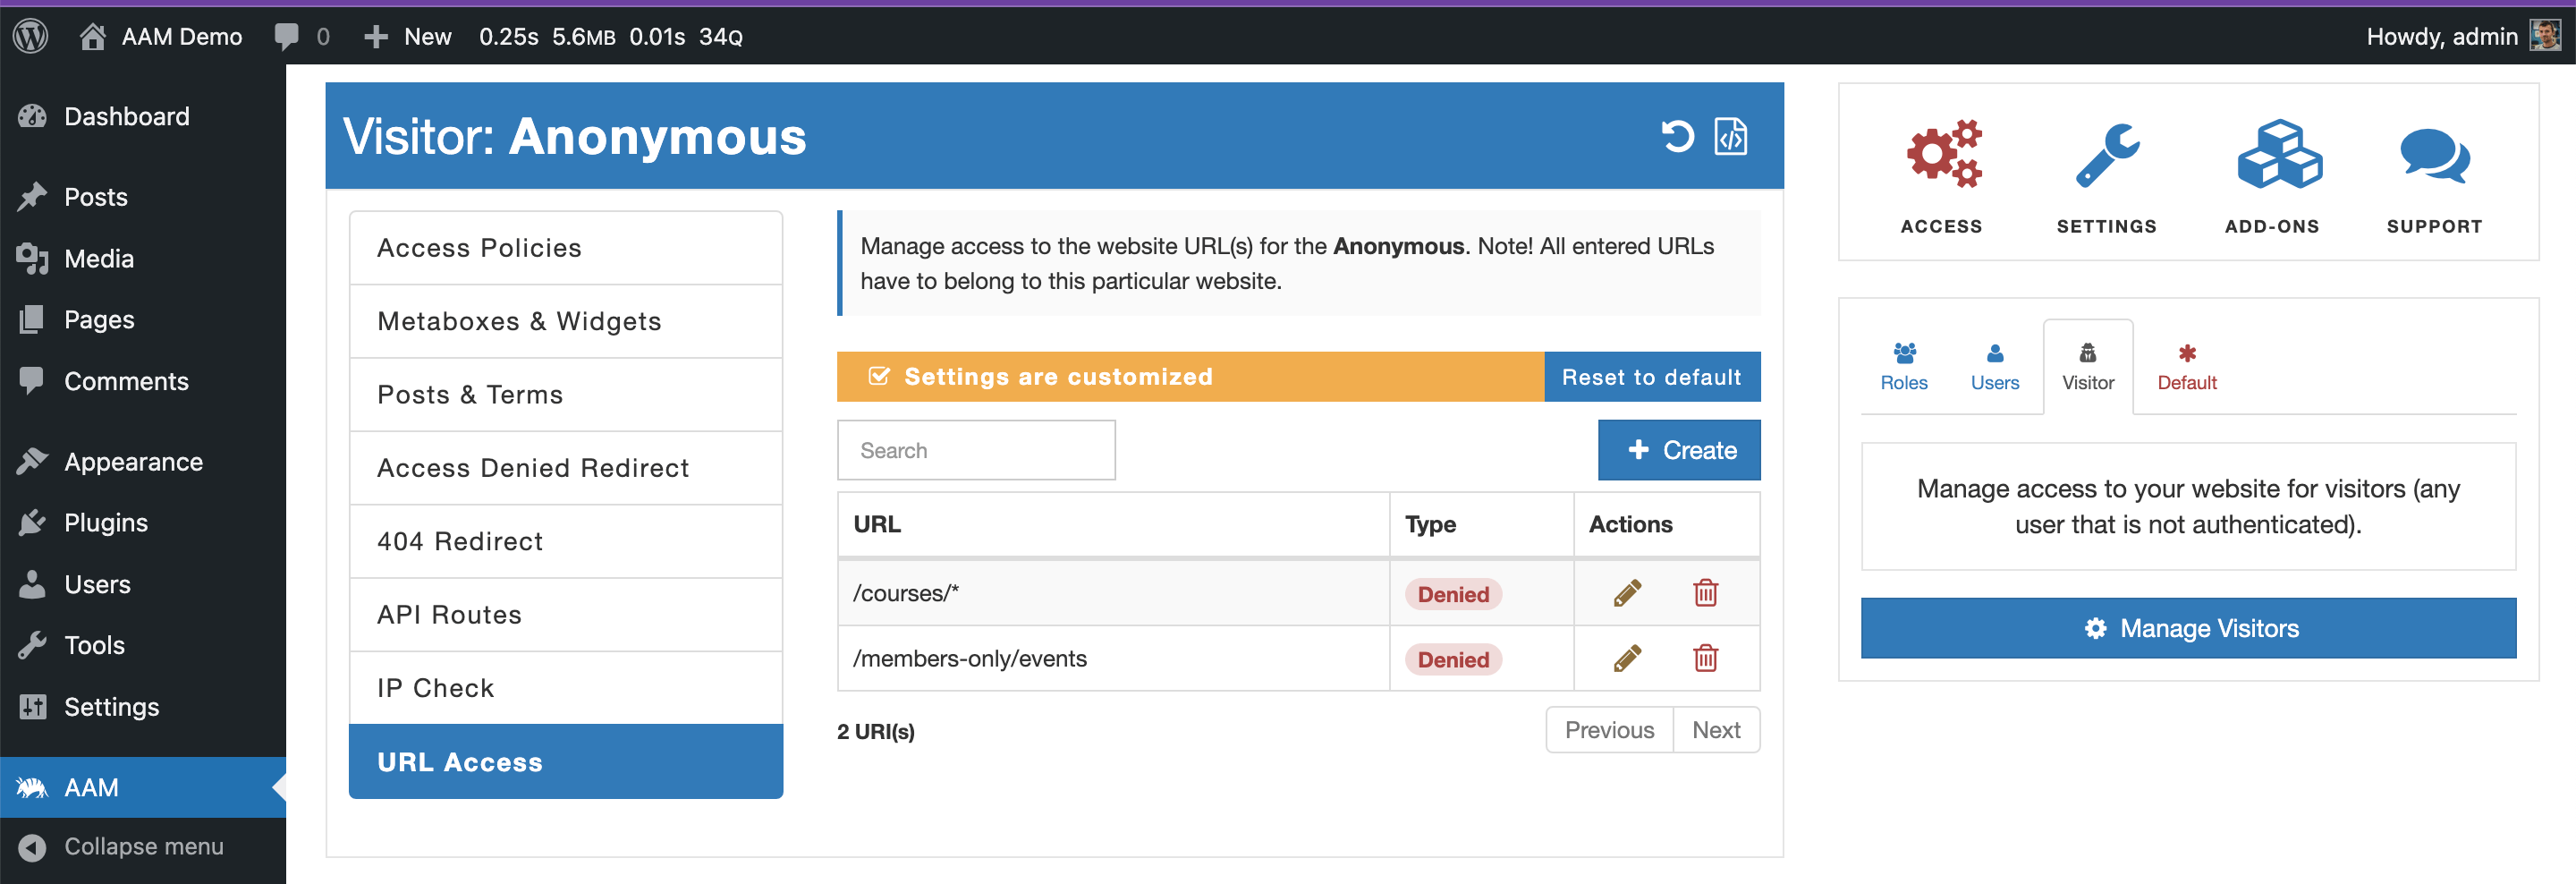 AAM Demo
0
New
0.25s 5.6MB 0.01s 34Q
Howdy, admin
Dashboard
Posts
Media
Pages
Comments
Appearance
Plugins
Users
Tools
Settings
AAM
Collapse menu
Visitor: Anonymous
Access Policies
Metaboxes & Widgets
Posts & Terms
Access Denied Redirect
404 Redirect
API Routes
IP Check
URL Access
Manage access to the website URL(s) for the Anonymous. Note! All entered URLs
have to belong to this particular website.
Settings are customized
Reset to default
Search
Create
URL Type Actions
/courses/* Denied
/members-only/events Denied
2 URI(s)
Previous Next
ACCESS
SETTINGS
ADD-ONS
SUPPORT
Roles
Users
Visitor
Default
Manage access to your website for visitors (any
user that is not authenticated).
Manage Visitors